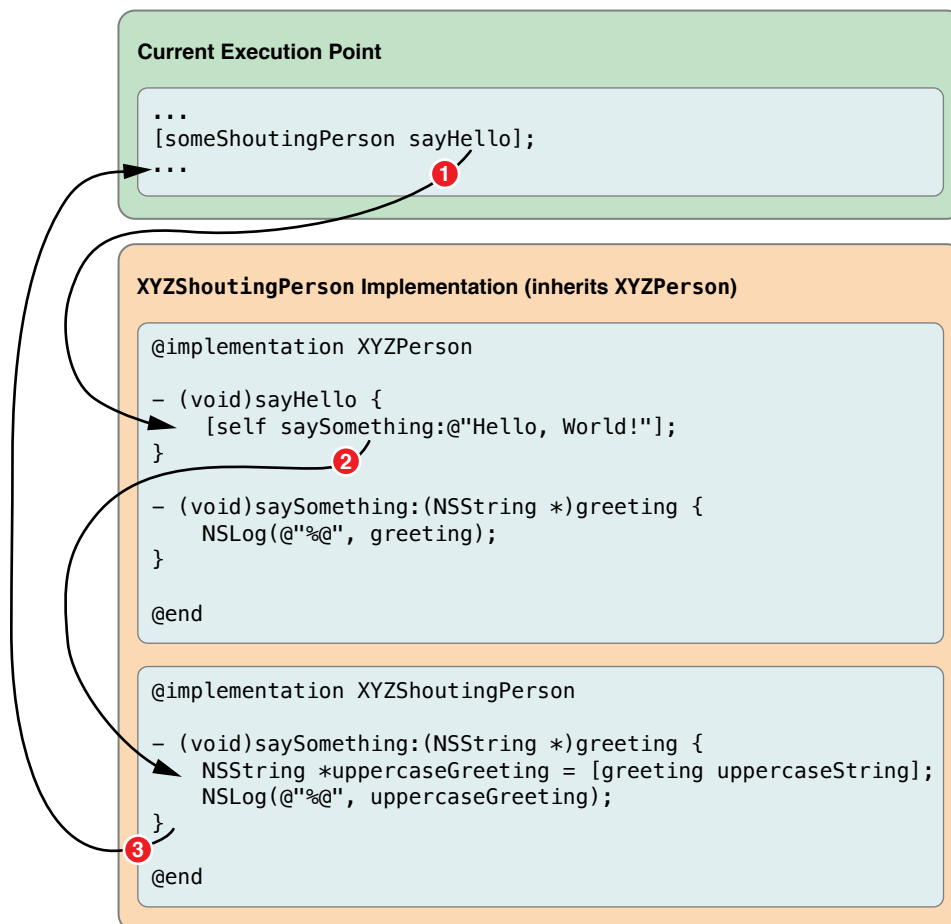 Current Execution Point
...
[someShoutingPerson sayHello];
...
1
XYZShoutingPerson Implementation (inherits XYZPerson)
@implementation XYZPerson
– (void)sayHello {
[self saySomething:@"Hello, World!"];
}
2
– (void)saySomething:(NSString *)greeting {
NSLog(@"%@", greeting);
}
@end
@implementation XYZShoutingPerson
– (void)saySomething:(NSString *)greeting {
NSString *uppercaseGreeting = [greeting uppercaseString];
NSLog(@"%@", uppercaseGreeting);
}
3
@end